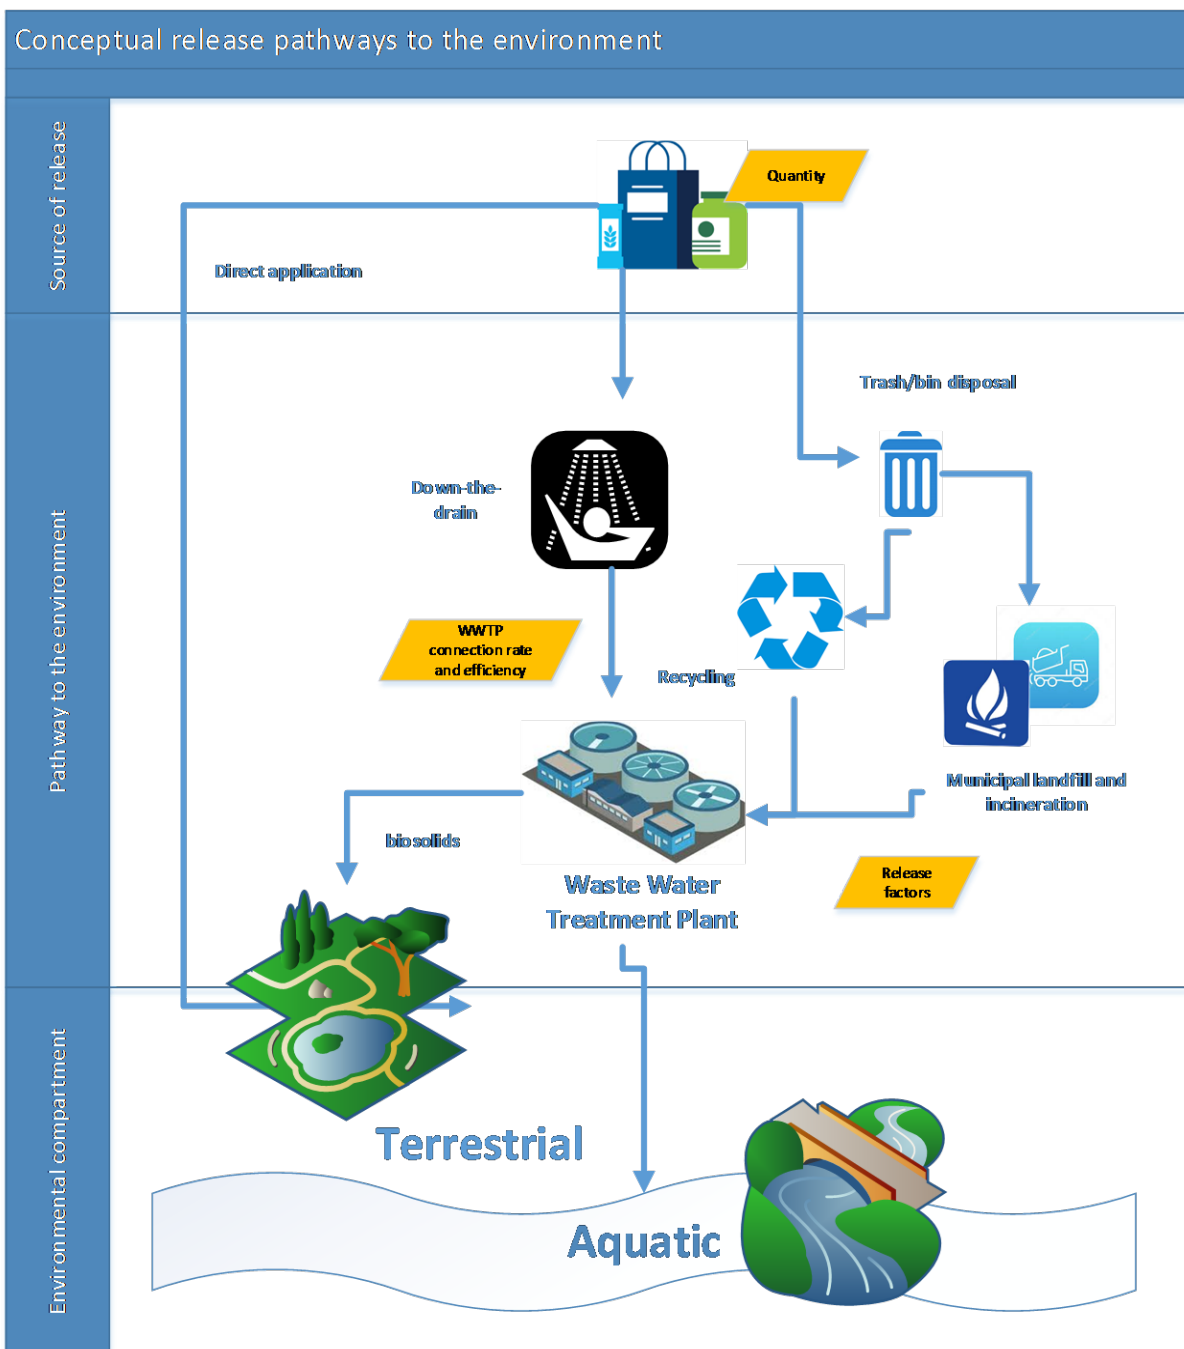 Conceptual release pathways to the environment
Source of release
Quantity
Direct application
Pathway to the environment
Trash/bin disposal
Down-the-
drain
WWTP
connection rate
and efficiency
Recycling
Municipal landfill and
incineration
biosolids
Release
factors
Waste Water
Treatment Plant
Environmental compartment
Terrestrial
Aquatic